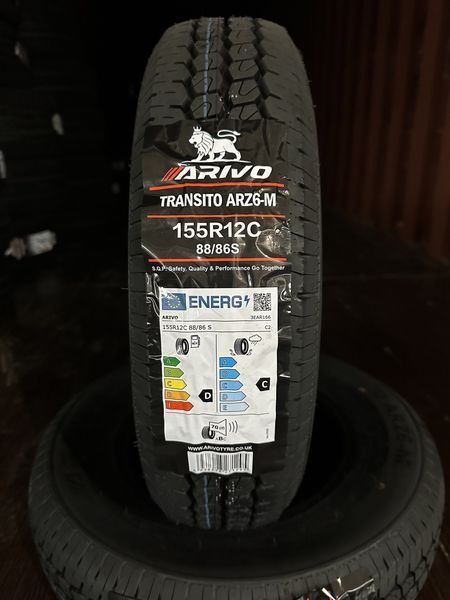 ARIVO
TRANSITO ARZ6-M
155R12C
88/86S
S.Q.P. Safety, Quality & Performance Go Together
ENERG
ARIVO
3EAR166
155R12C 88/86 S
C2
A
B
C
D
E
D
A
B
C
D
E
C
70 dB
B
WWW.ARIVOTYRE.CO.UK